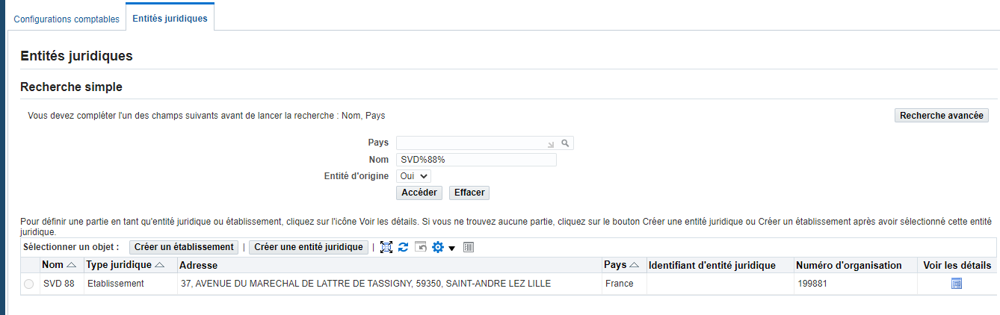 Configurations comptables
Entités juridiques
Entités juridiques
Recherche simple
Vous devez compléter l'un des champs suivants avant de lancer la recherche : Nom, Pays
Recherche avancée
Pays
Nom SVD%88%
Entité d'origine Oui
Accéder Effacer
Pour définir une partie en tant qu'entité juridique ou établissement, cliquez sur l'icône Voir les détails. Si vous ne trouvez aucune partie, cliquez sur le bouton Créer une entité juridique ou Créer un établissement après avoir sélectionné cette entité
juridique.
Sélectionner un objet : Créer un établissement | Créer une entité juridique |
Nom Type juridique Adresse Pays Identifiant d'entité juridique Numéro d'organisation Voir les détails
SVD 88 Etablissement 37, AVENUE DU MARECHAL DE LATTRE DE TASSIGNY, 59350, SAINT-ANDRE LEZ LILLE France 199881